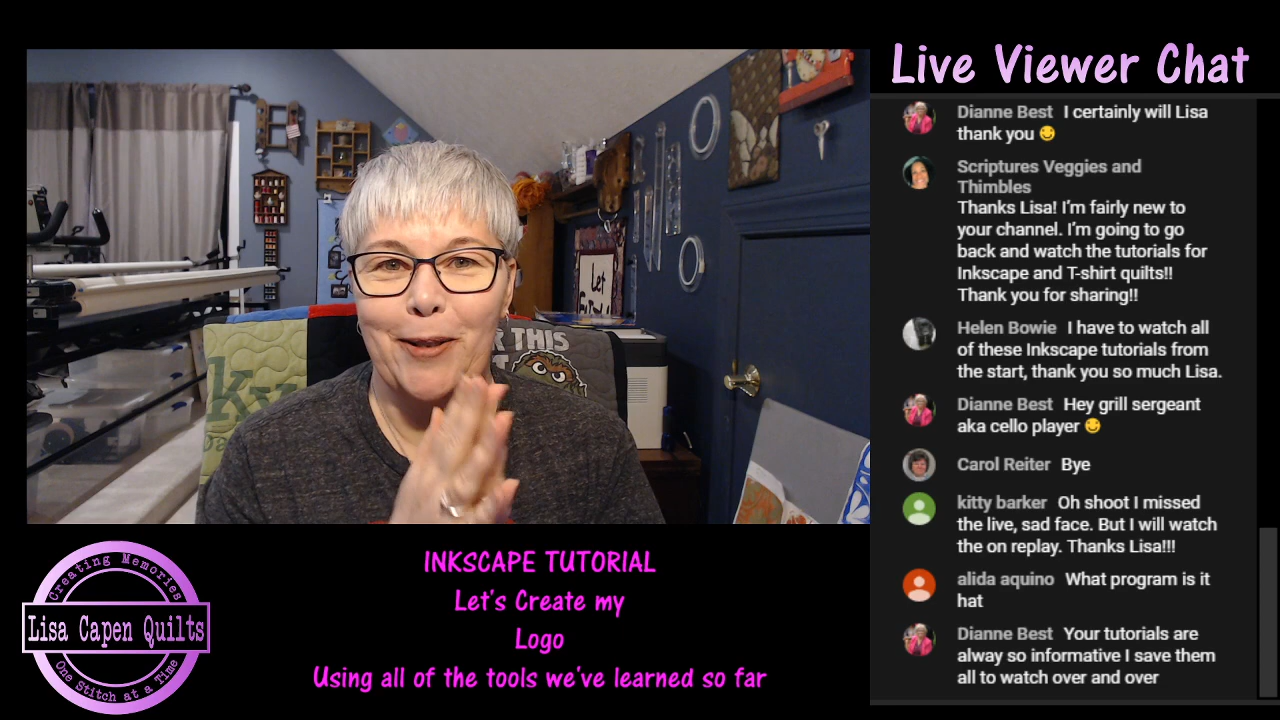 Live Viewer Chat
Dianne Best I certainly will Lisa
thank you
Scriptures Veggies and
Thimbles
Thanks Lisa! I'm fairly new to
your channel. I'm going to go
back and watch the tutorials for
Inkscape and T-shirt quilts!!
Thank you for sharing!!
Helen Bowie I have to watch all
of these Inkscape tutorials from
the start, thank you so much Lisa.
Dianne Best Hey grill sergeant
aka cello player
Carol Reiter Bye
kitty barker Oh shoot I missed
the live, sad face. But I will watch
the on replay. Thanks Lisa!!!
alida aquino What program is it
hat
Dianne Best Your tutorials are
alway so informative I save them
all to watch over and over
THIS
ky
Let
INKSCAPE TUTORIAL
Let's Create my
Logo
Using all of the tools we've learned so far
Creating Memories
Lisa Capen Quilts
One Stitch at a Time